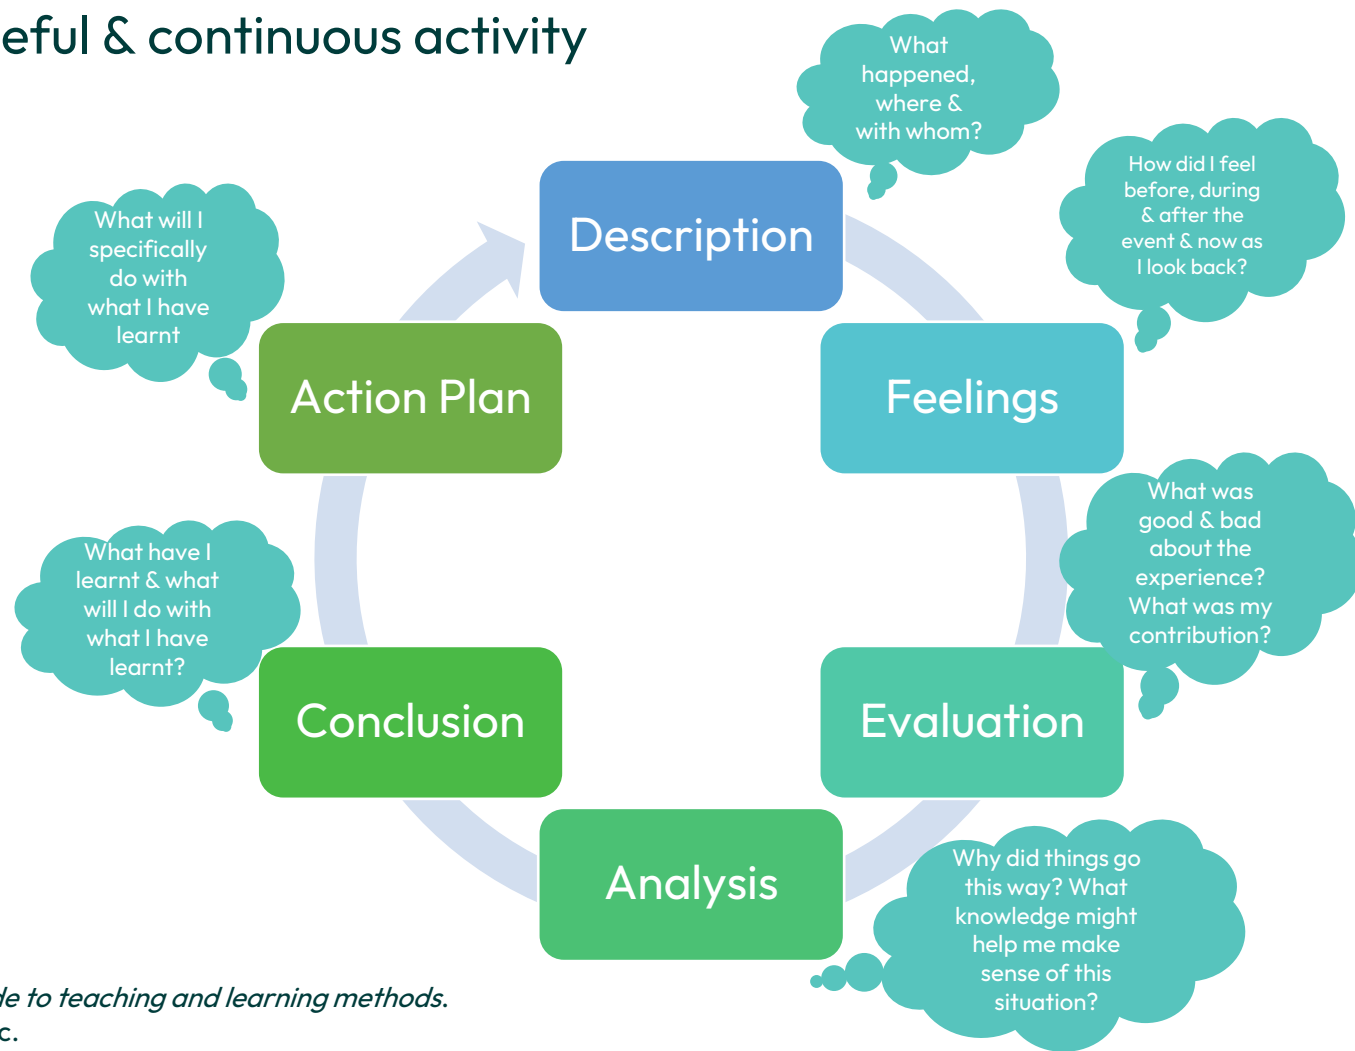 eful & continuous activity
What
happened,
where &
with whom?
Description
How did I feel
before, during
& after the
event & now as
I look back?
Feelings
What was
good & bad
about the
experience?
What was my
contribution?
Evaluation
Why did things go
this way? What
knowledge might
help me make
sense of this
situation?
Analysis
What have I
learnt & what
will I do with
what I have
learnt?
Conclusion
What will I
specifically
do with
what I have
learnt
Action Plan
de to teaching and learning methods.
c.